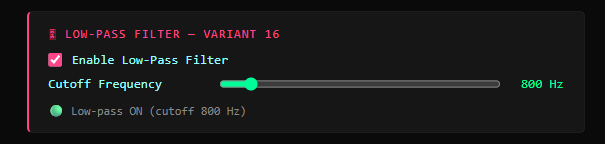 LOW-PASS FILTER — VARIANT 16
Enable Low-Pass Filter
Cutoff Frequency 800 Hz
Low-pass ON (cutoff 800 Hz)